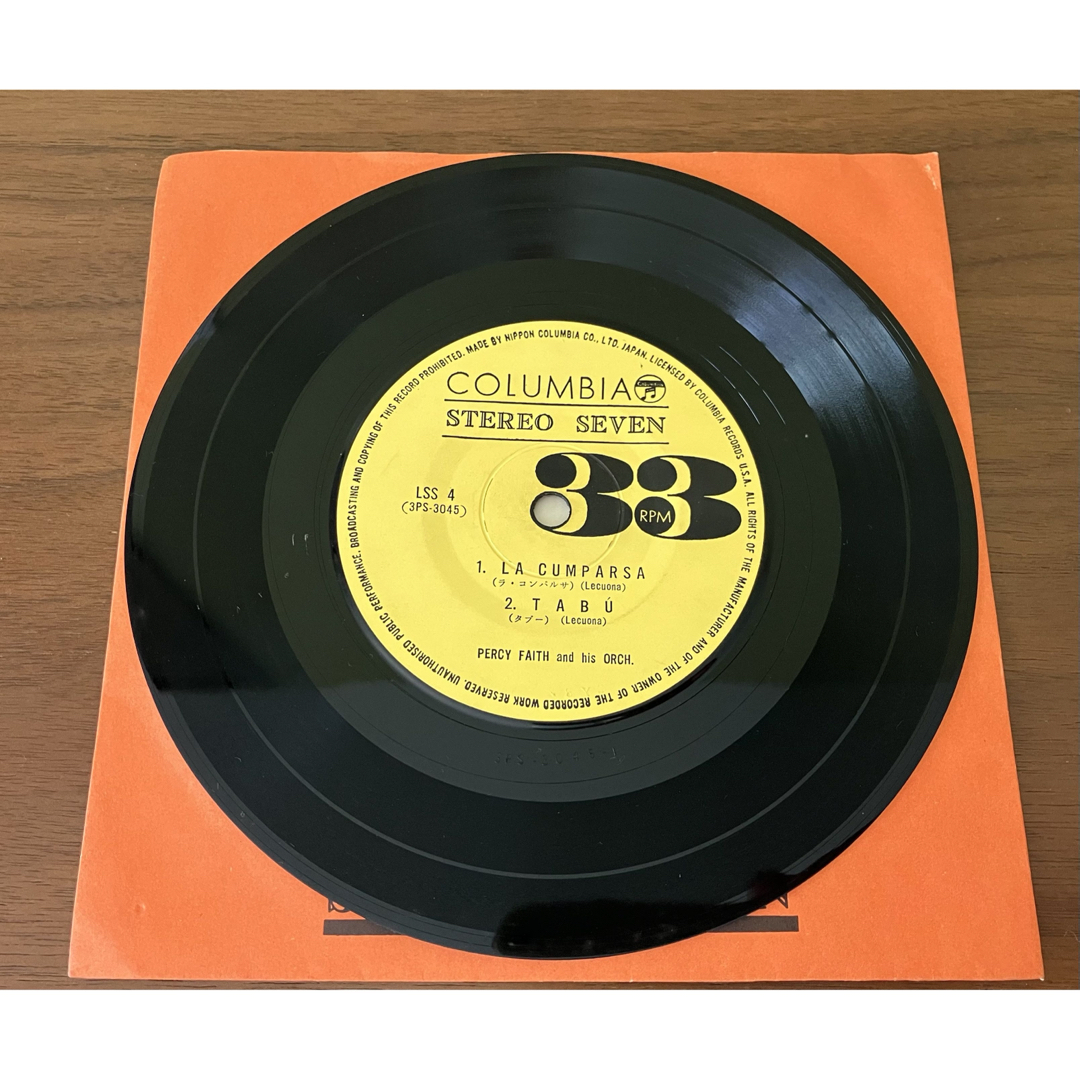 COLUMBIA
STEREO SEVEN
33
RPM
LSS 4
(3PS-3045)
1. LA CUMPARSA
(ラ・コンパルサ) (Lecuona)
2. TABÚ
(タブー) (Lecuona)
PERCY FAITH and his ORCH.
UNAUTHORISED PUBLIC PERFORMANCE, BROADCASTING AND COPYING OF THIS RECORD PROHIBITED. MADE BY NIPPON COLUMBIA CO., LTD. JAPAN. LICENSED BY COLUMBIA RECORDS U.S.A. ALL RIGHTS OF THE MANUFACTURER AND OF THE OWNER OF THE RECORDED WORK RESERVED.